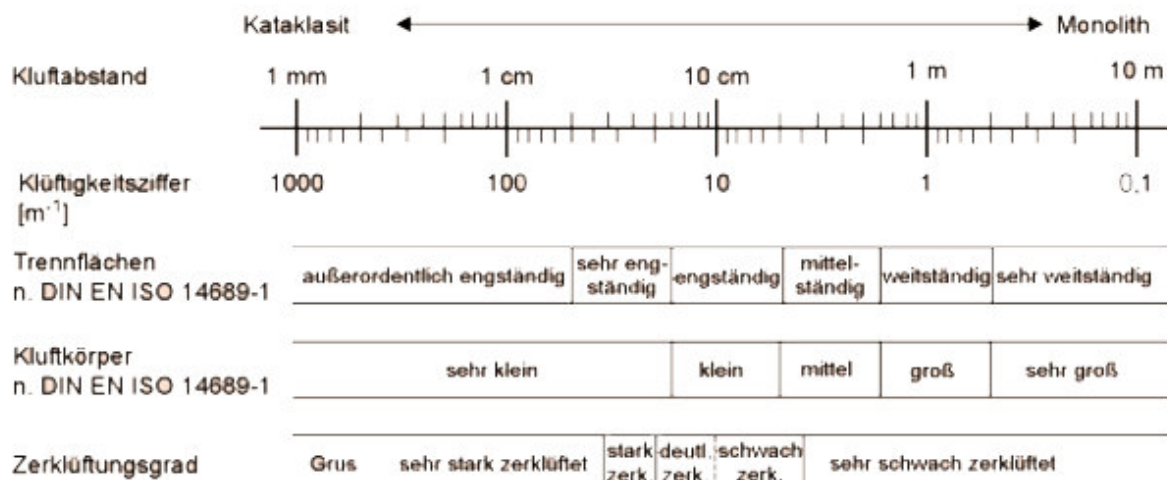 Kataklasit Monolith
Kluftabstand 1 mm 1 cm 10 cm 1 m 10 m
Klüftigkeitsziffer 1000 100 10 1 0.1
[m⁻¹]
Trennflächen
n. DIN EN ISO 14689-1
außerordentlich engständig
sehr eng-
ständig
engständig
mittel-
ständig
weitständig
sehr weitständig
Kluftkörper
n. DIN EN ISO 14689-1
sehr klein klein mittel groß sehr groß
Zerklüftungsgrad
Grus sehr stark zerklüftet
stark
zerk.
deutl.
zerk.
schwach
zerk.
sehr schwach zerklüftet